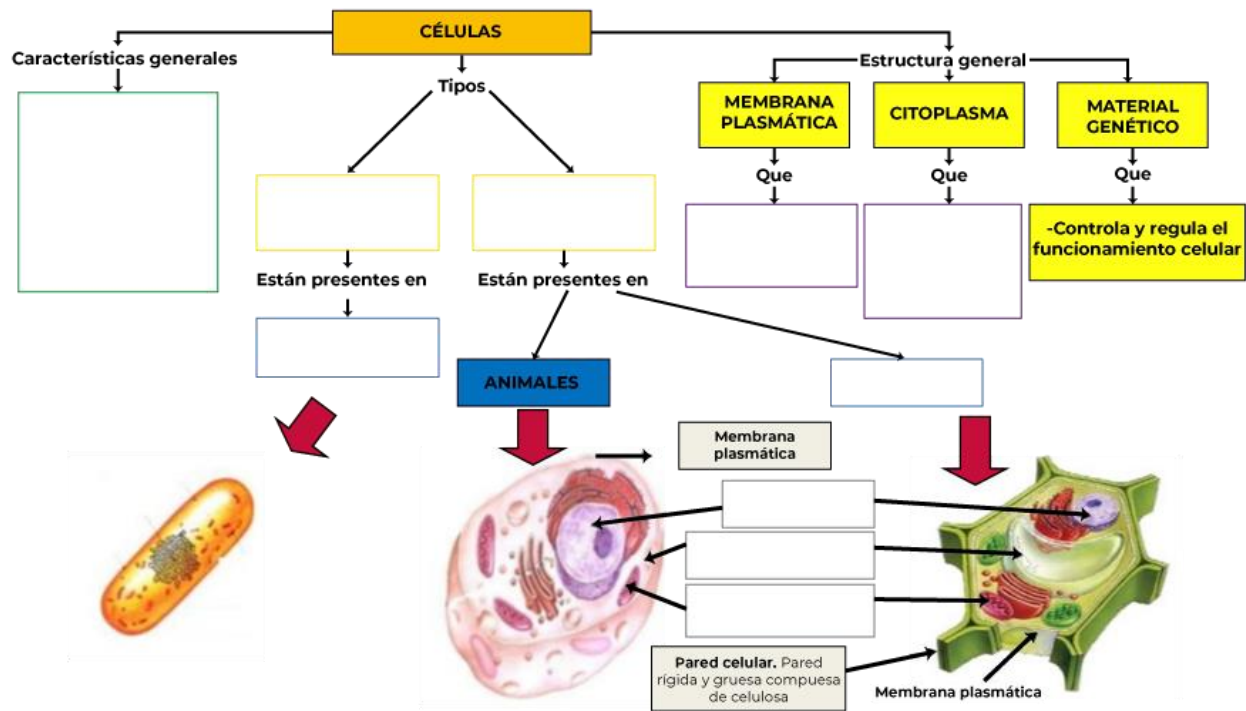 CÉLULAS
Características generales
Tipos
Estructura general
MEMBRANA
PLASMÁTICA
CITOPLASMA
MATERIAL
GENÉTICO
Que
Que
Que
-Controla y regula el
funcionamiento celular
Están presentes en
Están presentes en
ANIMALES
Membrana
plasmática
Pared celular. Pared
rígida y gruesa compuesta
de celulosa
Membrana plasmática